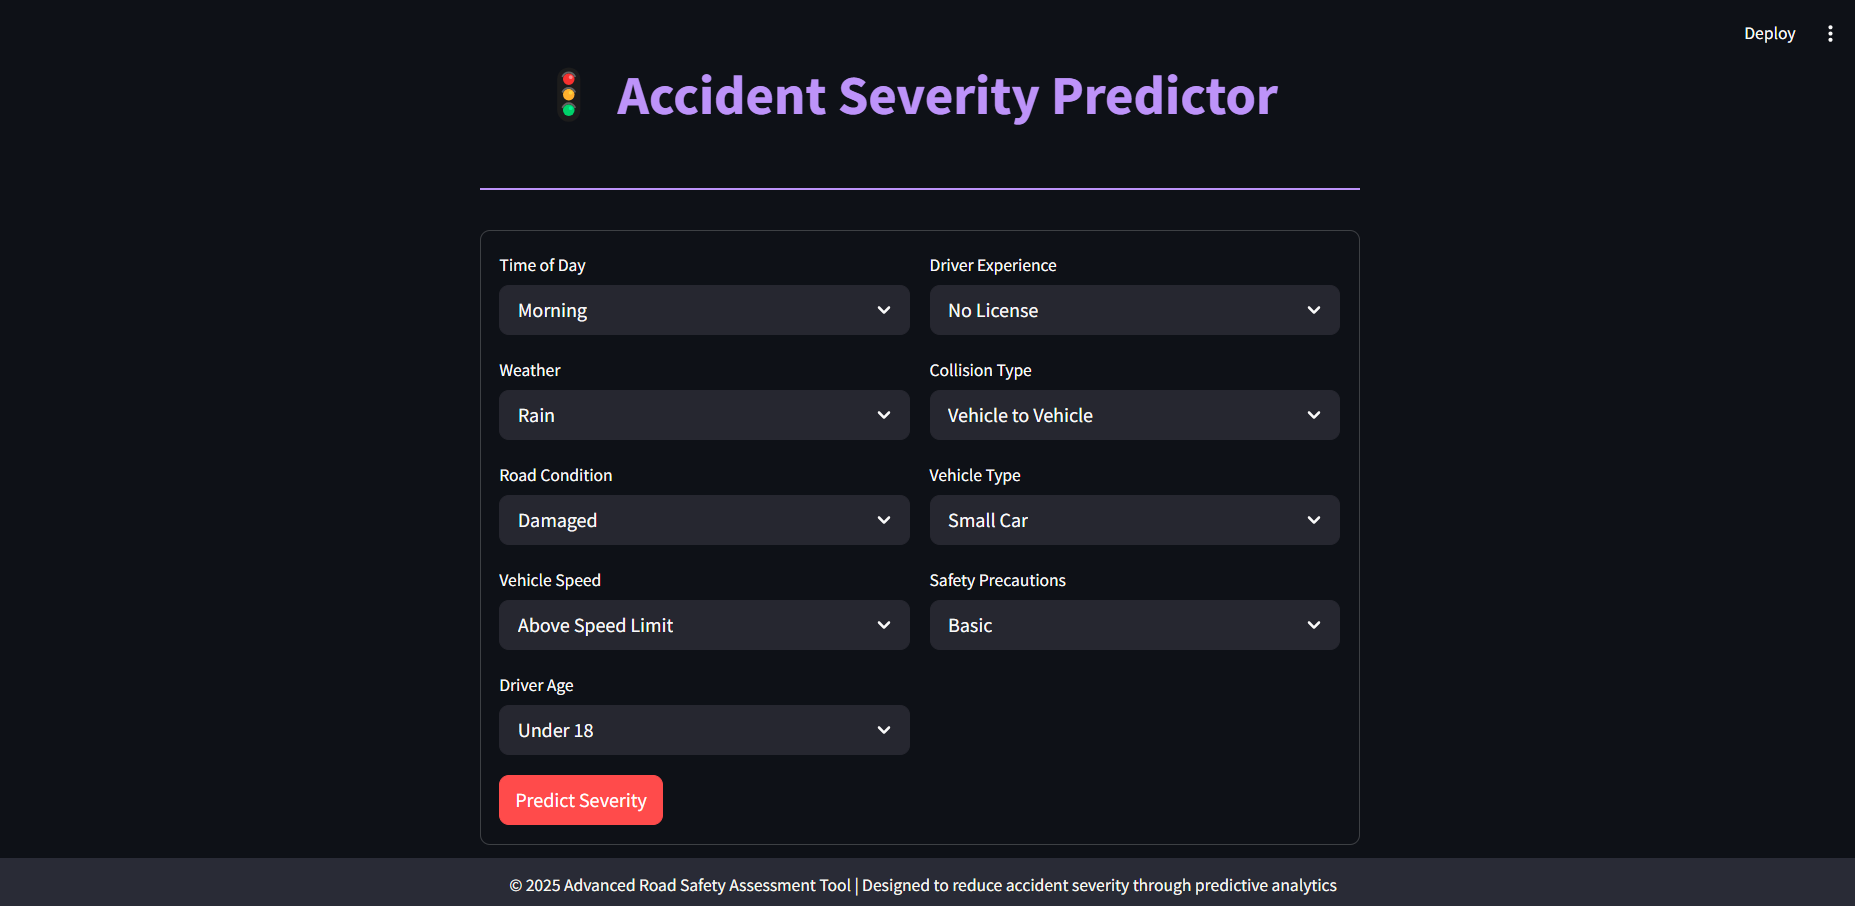 Deploy
Accident Severity Predictor
Time of Day
Morning
Driver Experience
No License
Weather
Rain
Collision Type
Vehicle to Vehicle
Road Condition
Damaged
Vehicle Type
Small Car
Vehicle Speed
Above Speed Limit
Safety Precautions
Basic
Driver Age
Under 18
Predict Severity
© 2025 Advanced Road Safety Assessment Tool | Designed to reduce accident severity through predictive analytics